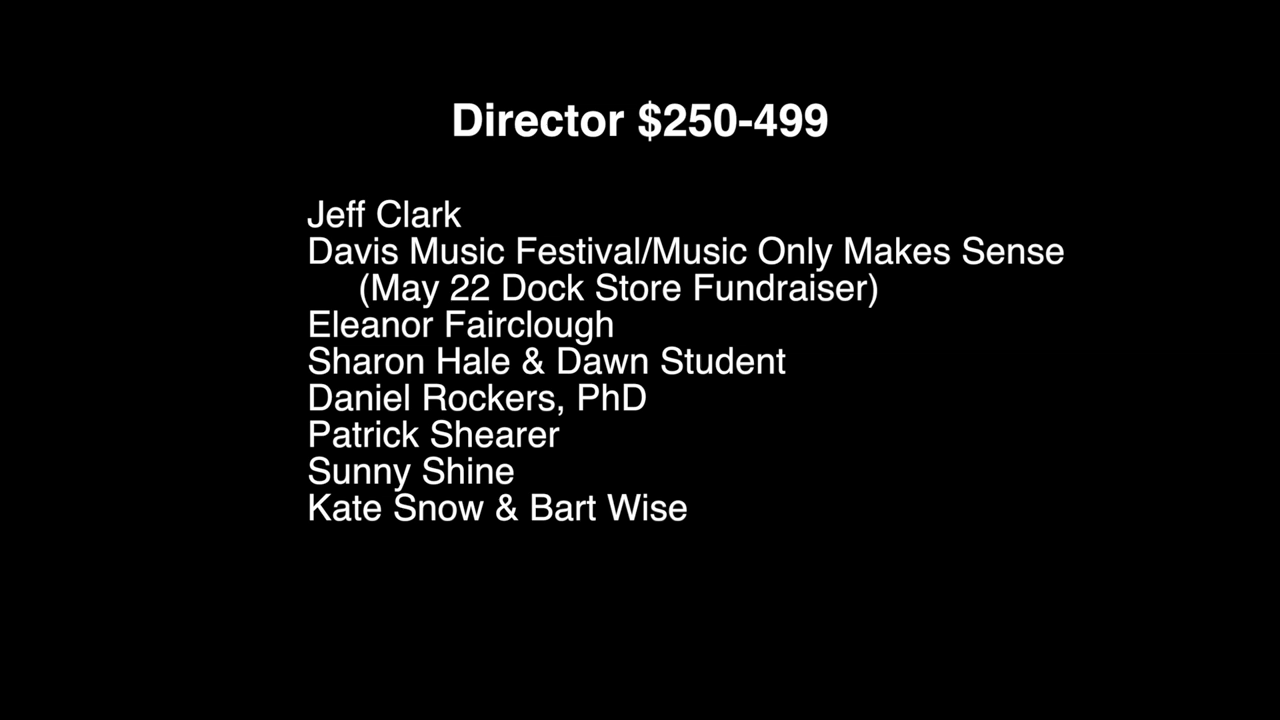 Director $250-499
Jeff Clark
Davis Music Festival/Music Only Makes Sense
(May 22 Dock Store Fundraiser)
Eleanor Fairclough
Sharon Hale & Dawn Student
Daniel Rockers, PhD
Patrick Shearer
Sunny Shine
Kate Snow & Bart Wise